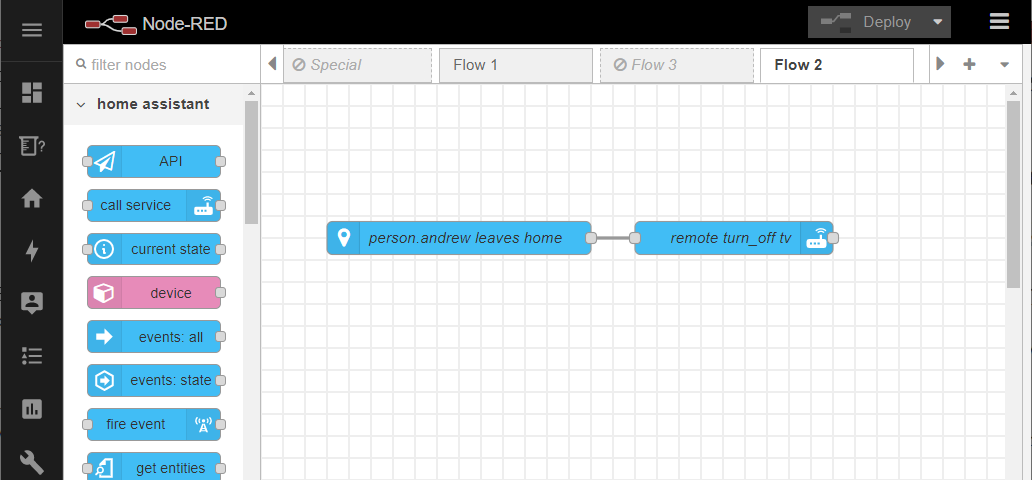 Node-RED
Deploy
filter nodes
Special
Flow 1
Flow 3
Flow 2
home assistant
API
call service
current state
device
events: all
events: state
fire event
get entities
person.andrew leaves home
remote turn_off tv
?